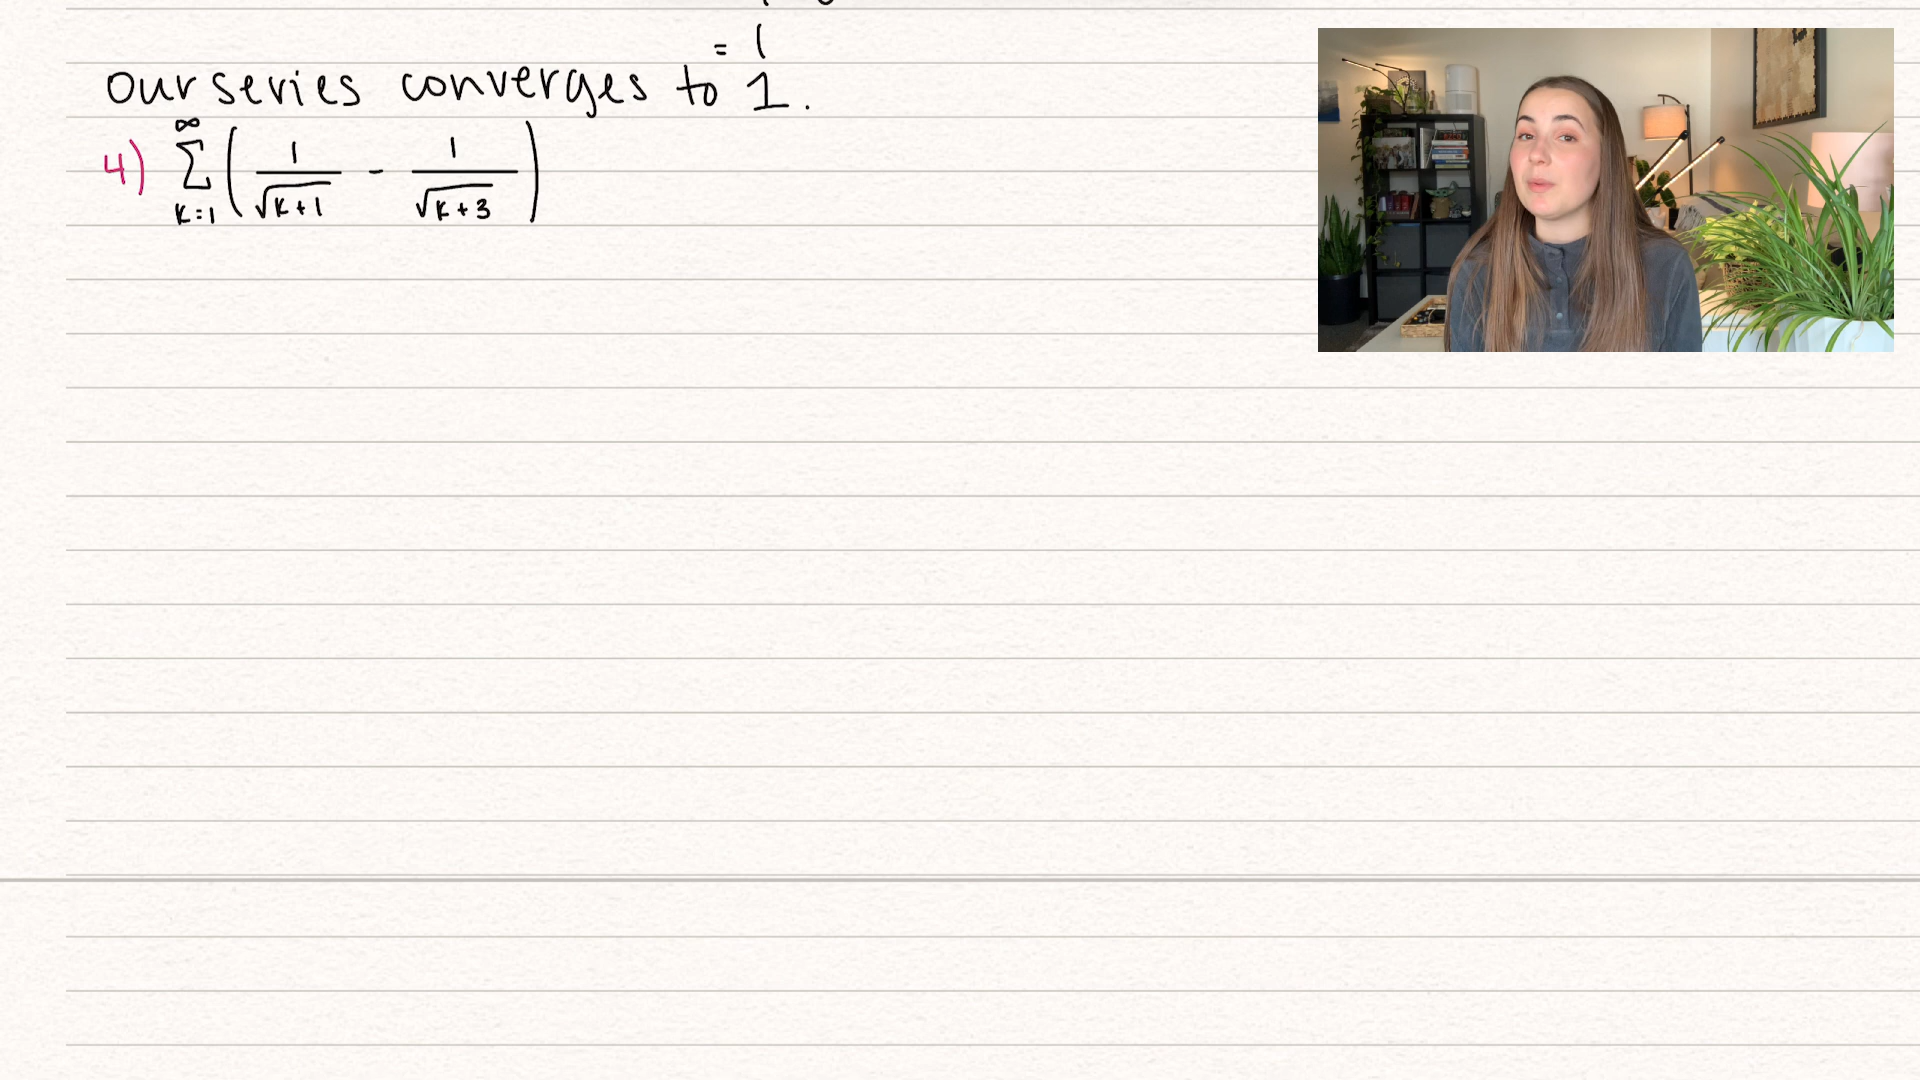 = 1
our series converges to 1.
4) ∞ Σ k=1 ( 1/√k+1 - 1/√k+3 )